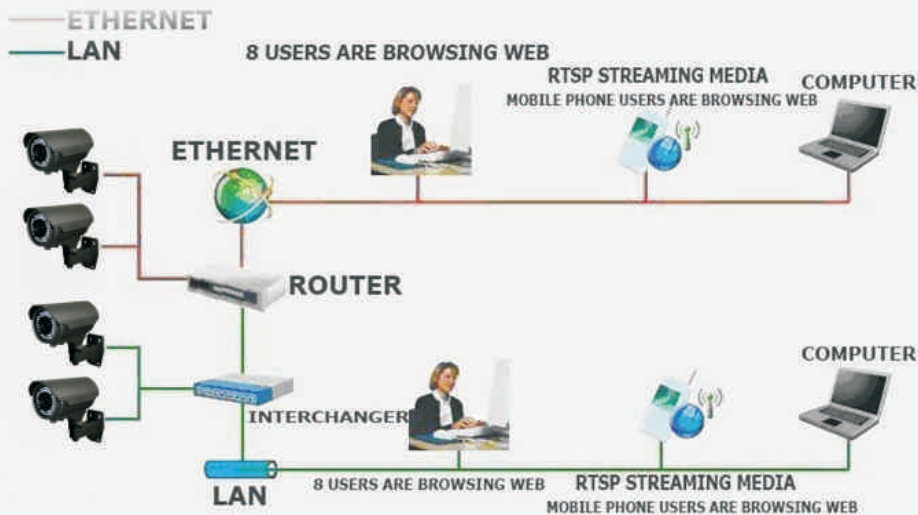 ETHERNET
LAN
8 USERS ARE BROWSING WEB
RTSP STREAMING MEDIA
MOBILE PHONE USERS ARE BROWSING WEB
COMPUTER
ETHERNET
ROUTER
COMPUTER
INTERCHANGER
LAN
8 USERS ARE BROWSING WEB
RTSP STREAMING MEDIA
MOBILE PHONE USERS ARE BROWSING WEB